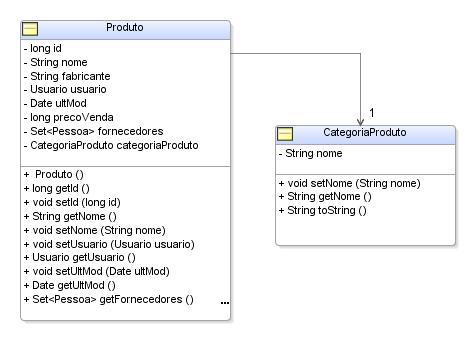 Produto
- long id
- String nome
- String fabricante
- Usuario usuario
- Date ultMod
- long precoVenda
- Set<Pessoa> fornecedores
- CategoriaProduto categoriaProduto
+ Produto ()
+ long getId ()
+ void setId (long id)
+ String getNome ()
+ void setNome (String nome)
+ void setUsuario (Usuario usuario)
+ Usuario getUsuario ()
+ void setUltMod (Date ultMod)
+ Date getUltMod ()
+ Set<Pessoa> getFornecedores () ...
1
CategoriaProduto
- String nome
+ void setNome (String nome)
+ String getNome ()
+ String toString ()